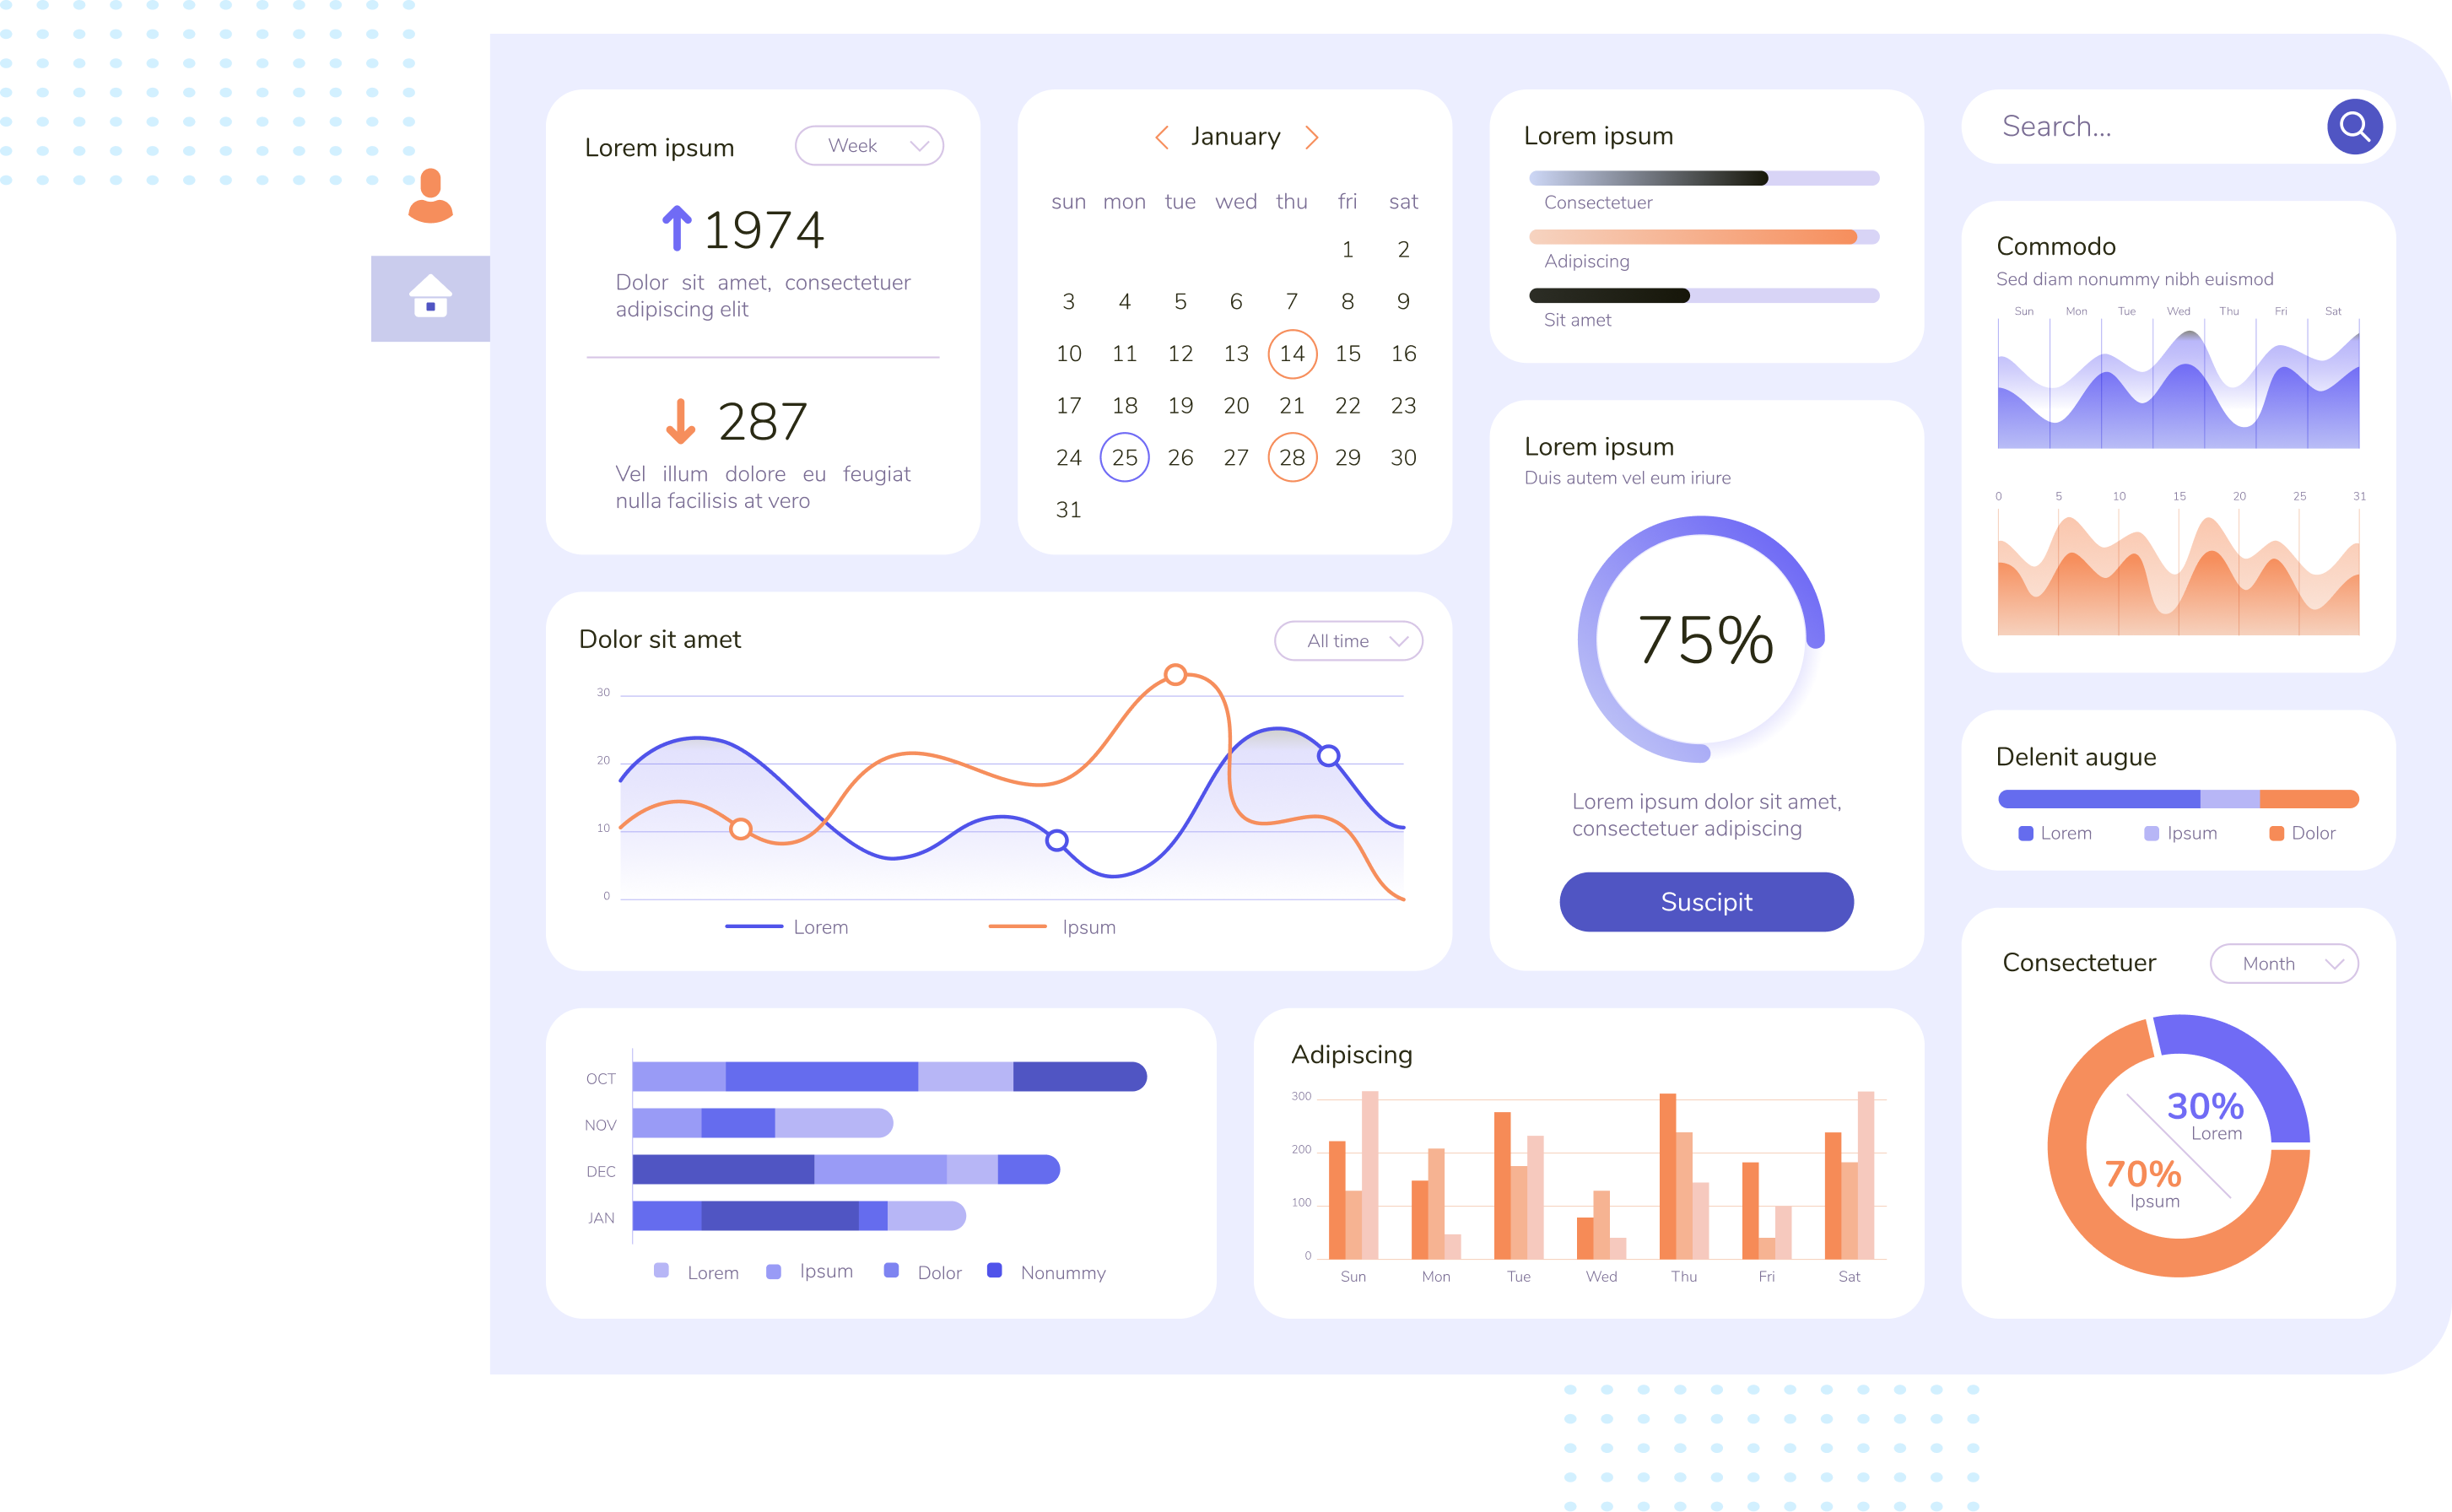 Lorem ipsum
Week
1974
Dolor sit amet, consectetuer
adipiscing elit
287
Vel illum dolore eu feugiat
nulla facilisis at vero
January
sun mon tue wed thu fri sat
1 2
3 4 5 6 7 8 9
10 11 12 13 14 15 16
17 18 19 20 21 22 23
24 25 26 27 28 29 30
31
Lorem ipsum
Consectetuer
Adipiscing
Sit amet
Search...
Commodo
Sed diam nonummy nibh euismod
Sun Mon Tue Wed Thu Fri Sat
0 5 10 15 20 25 31
Dolor sit amet
All time
30
20
10
0
Lorem Ipsum
Lorem ipsum
Duis autem vel eum iriure
75%
Lorem ipsum dolor sit amet,
consectetuer adipiscing
Suscipit
Delenit augue
Lorem Ipsum Dolor
OCT
NOV
DEC
JAN
Lorem Ipsum Dolor Nonummy
Adipiscing
300
200
100
0
Sun Mon Tue Wed Thu Fri Sat
Consectetuer
Month
30%
Lorem
70%
Ipsum